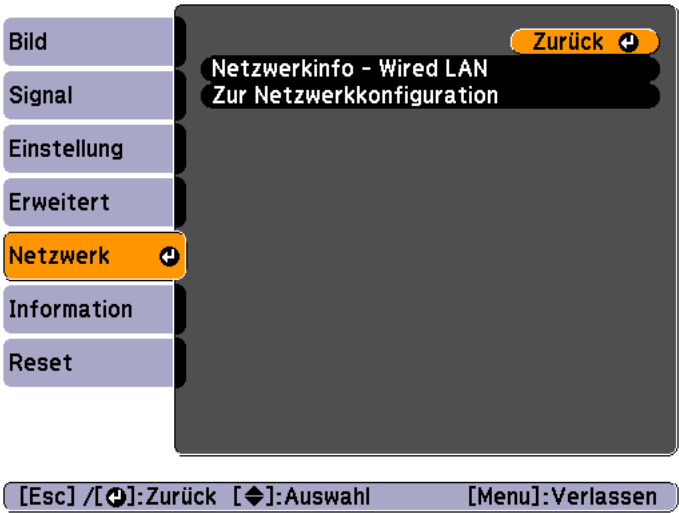 Bild
Signal
Einstellung
Erweitert
Netzwerk
Information
Reset
Zurück
Netzwerkinfo - Wired LAN
Zur Netzwerkkonfiguration
[Esc] /[⏎]:Zurück [◆]:Auswahl [Menu]:Verlassen